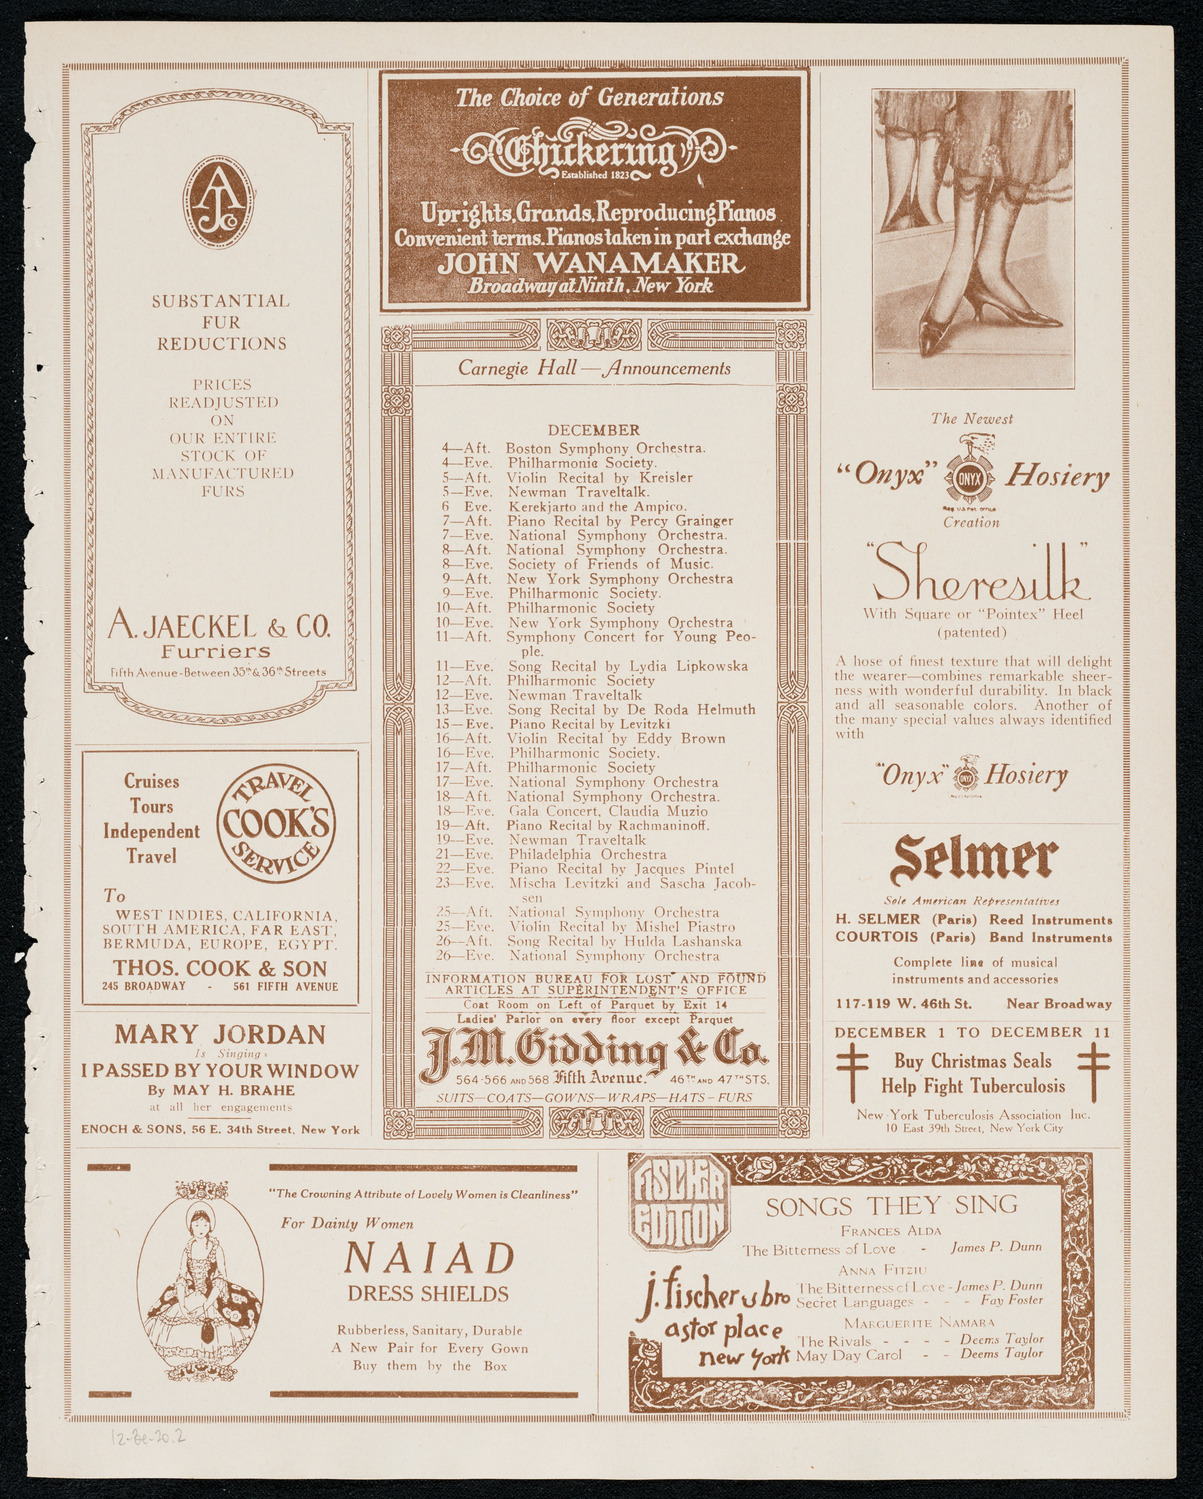 AJCo
SUBSTANTIAL
FUR
REDUCTIONS
PRICES
READJUSTED
ON
OUR ENTIRE
STOCK OF
MANUFACTURED
FURS
A. JAECKEL & CO.
Furriers
Fifth Avenue-Between 35th & 36th Streets
Cruises
Tours
Independent
Travel
TRAVEL
COOK'S
SERVICE
To
WEST INDIES, CALIFORNIA,
SOUTH AMERICA, FAR EAST,
BERMUDA, EUROPE, EGYPT.
THOS. COOK & SON
245 BROADWAY - 561 FIFTH AVENUE
MARY JORDAN
Is Singing
I PASSED BY YOUR WINDOW
By MAY H. BRAHE
at all her engagements
ENOCH & SONS, 56 E. 34th Street, New York
The Choice of Generations
Chickering
Established 1823
Uprights, Grands, Reproducing Pianos
Convenient terms. Pianos taken in part exchange
JOHN WANAMAKER
Broadway at Ninth, New York
Carnegie Hall — Announcements
DECEMBER
4—Aft. Boston Symphony Orchestra.
4—Eve. Philharmonic Society.
5—Aft. Violin Recital by Kreisler
5—Eve. Newman Traveltalk.
6 Eve. Kerekjarto and the Ampico.
7—Aft. Piano Recital by Percy Grainger
7—Eve. National Symphony Orchestra.
8—Aft. National Symphony Orchestra.
8—Eve. Society of Friends of Music.
9—Aft. New York Symphony Orchestra
9—Eve. Philharmonic Society.
10—Aft. Philharmonic Society
10—Eve. New York Symphony Orchestra
11—Aft. Symphony Concert for Young Peo-
ple.
11—Eve. Song Recital by Lydia Lipkowska
12—Aft. Philharmonic Society
12—Eve. Newman Traveltalk
13—Eve. Song Recital by De Roda Helmuth
15—Eve. Piano Recital by Levitzki
16—Aft. Violin Recital by Eddy Brown
16—Eve. Philharmonic Society.
17—Aft. Philharmonic Society
17—Eve. National Symphony Orchestra
18—Aft. National Symphony Orchestra.
18—Eve. Gala Concert, Claudia Muzio
19—Aft. Piano Recital by Rachmaninoff.
19—Eve. Newman Traveltalk
21—Eve. Philadelphia Orchestra
22—Eve. Piano Recital by Jacques Pintel
23—Eve. Mischa Levitzki and Sascha Jacob-
sen
25—Aft. National Symphony Orchestra
25—Eve. Violin Recital by Mishel Piastro
26—Aft. Song Recital by Hulda Lashanska
26—Eve. National Symphony Orchestra
INFORMATION BUREAU FOR LOST AND FOUND
ARTICLES AT SUPERINTENDENT'S OFFICE
Coat Room on Left of Parquet by Exit 14
Ladies' Parlor on every floor except Parquet
J.M. Gidding & Co.
564-566 AND 568 Fifth Avenue. 46TH AND 47TH STS.
SUITS—COATS—GOWNS—WRAPS—HATS-FURS
The Newest
"Onyx" ONYX Hosiery
Reg. U.S. Pat. Office
Creation
"Sheresilk"
With Square or "Pointex" Heel
(patented)
A hose of finest texture that will delight
the wearer—combines remarkable sheer-
ness with wonderful durability. In black
and all seasonable colors. Another of
the many special values always identified
with
"Onyx" ONYX Hosiery
Selmer
Sole American Representatives
H. SELMER (Paris) Reed Instruments
COURTOIS (Paris) Band Instruments
Complete line of musical
instruments and accessories
117-119 W. 46th St. Near Broadway
DECEMBER 1 TO DECEMBER 11
Buy Christmas Seals
Help Fight Tuberculosis
New York Tuberculosis Association Inc.
10 East 39th Street, New York City
"The Crowning Attribute of Lovely Women is Cleanliness"
For Dainty Women
NAIAD
DRESS SHIELDS
Rubberless, Sanitary, Durable
A New Pair for Every Gown
Buy them by the Box
FISCHER
EDITION
j. fischer & bro
astor place
new york
SONGS THEY SING
FRANCES ALDA
The Bitterness of Love - James P. Dunn
ANNA FITZIU
The Bitterness of Love - James P. Dunn
Secret Languages - - - Fay Foster
MARGUERITE NAMARA
The Rivals - - - - Deems Taylor
May Day Carol - - Deems Taylor